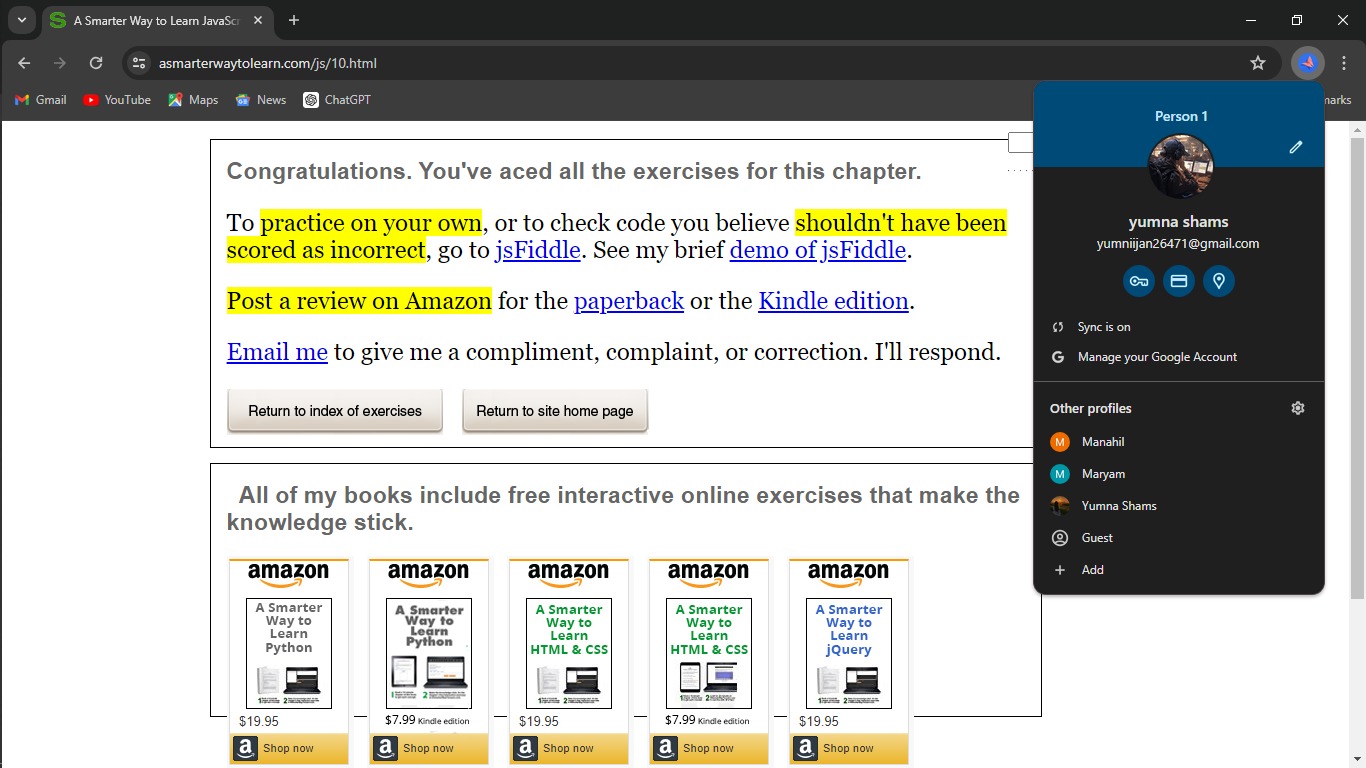 A Smarter Way to Learn JavaSc
asmarterwaytolearn.com/js/10.html
Gmail
YouTube
Maps
News
ChatGPT
marks
Congratulations. You've aced all the exercises for this chapter.
To practice on your own, or to check code you believe shouldn't have been
scored as incorrect, go to jsFiddle. See my brief demo of jsFiddle.
Post a review on Amazon for the paperback or the Kindle edition.
Email me to give me a compliment, complaint, or correction. I'll respond.
Return to index of exercises
Return to site home page
All of my books include free interactive online exercises that make the
knowledge stick.
amazon
A Smarter
Way to
Learn
Python
$19.95
Shop now
amazon
A Smarter
Way to
Learn
Python
$7.99 Kindle edition
Shop now
amazon
A Smarter
Way to
Learn
HTML & CSS
$19.95
Shop now
amazon
A Smarter
Way to
Learn
HTML & CSS
$7.99 Kindle edition
Shop now
amazon
A Smarter
Way to
Learn
jQuery
$19.95
Shop now
Person 1
yumna shams
yumniijan26471@gmail.com
Sync is on
Manage your Google Account
Other profiles
M Manahil
M Maryam
Yumna Shams
Guest
Add